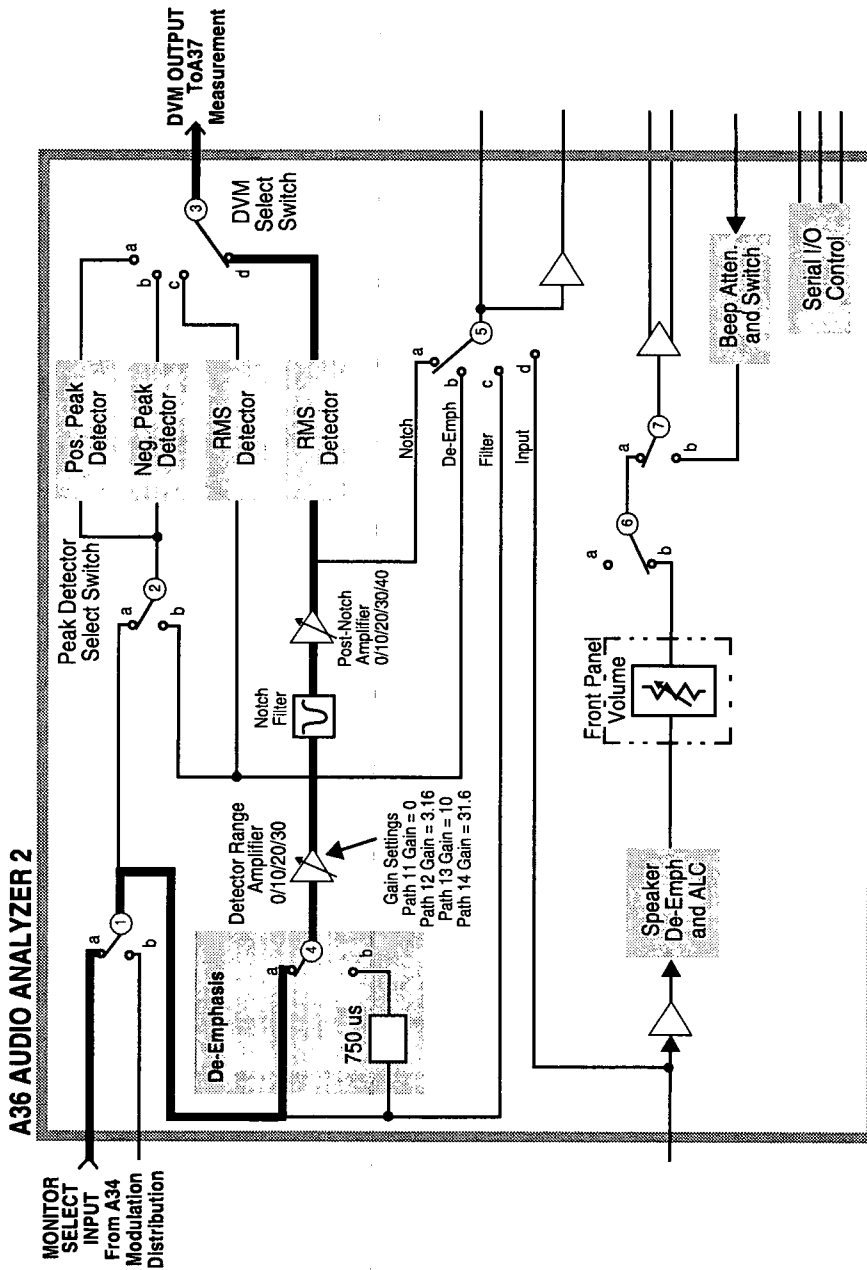 A36 AUDIO ANALYZER 2
MONITOR
SELECT
INPUT
From A34
Modulation
Distribution
a
1
b
De-Emphasis
a
4
b
750 us
Detector Range
Amplifier
0/10/20/30
Gain Settings
Path 11 Gain = 0
Path 12 Gain = 3.16
Path 13 Gain = 10
Path 14 Gain = 31.6
Peak Detector
Select Switch
a
2
b
Notch
Filter
Post-Notch
Amplifier
0/10/20/30/40
Pos. Peak
Detector
Neg. Peak
Detector
RMS
Detector
RMS
Detector
a
b
c
d
3
DVM
Select
Switch
DVM OUTPUT
ToA37
Measurement
Notch
De-Emph
Filter
Input
a
b
c
d
5
Speaker
De-Emph
and ALC
Front Panel
Volume
a
6
b
a
7
b
Beep Atten.
and Switch
Serial I/O
Control